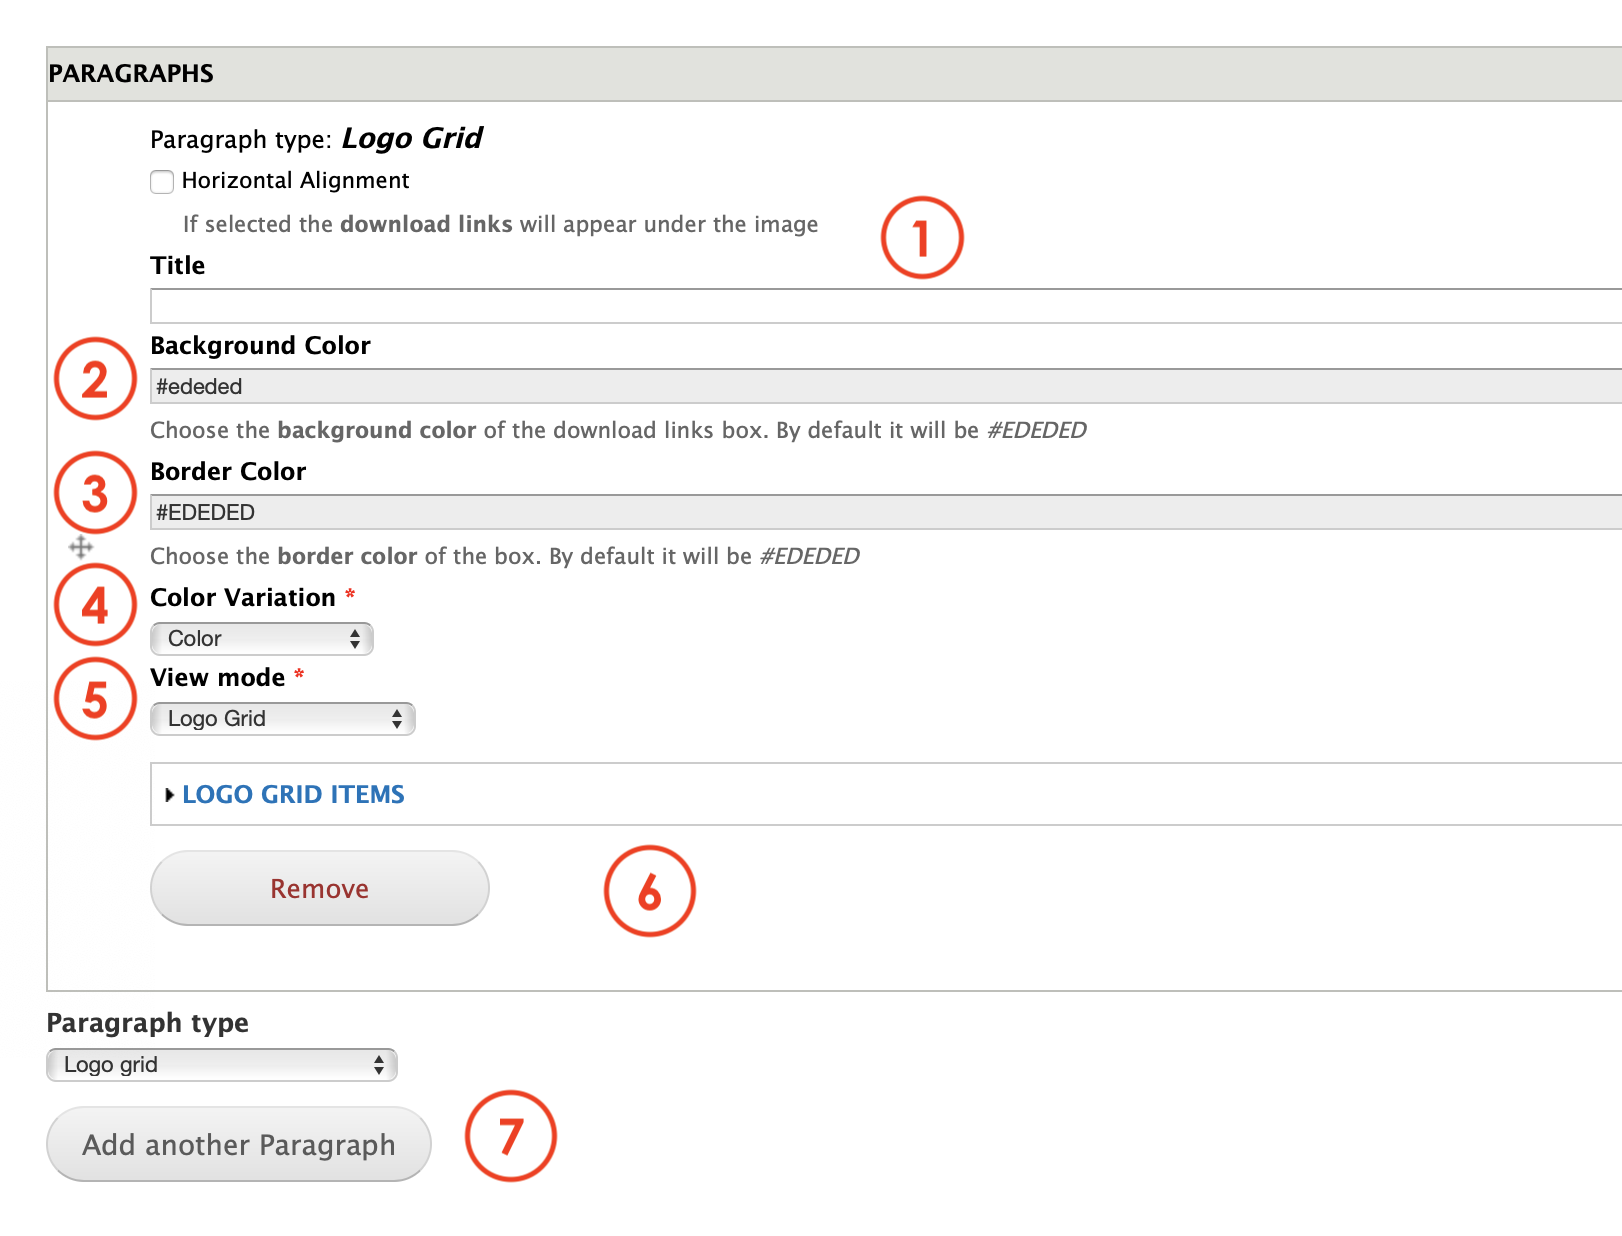 PARAGRAPHS
Paragraph type: Logo Grid
Horizontal Alignment
If selected the download links will appear under the image
1
Title
Background Color
2
#ededed
Choose the background color of the download links box. By default it will be #EDEDED
Border Color
3
#EDEDED
Choose the border color of the box. By default it will be #EDEDED
Color Variation *
4
Color
View mode *
5
Logo Grid
LOGO GRID ITEMS
Remove
6
Paragraph type
Logo grid
Add another Paragraph
7